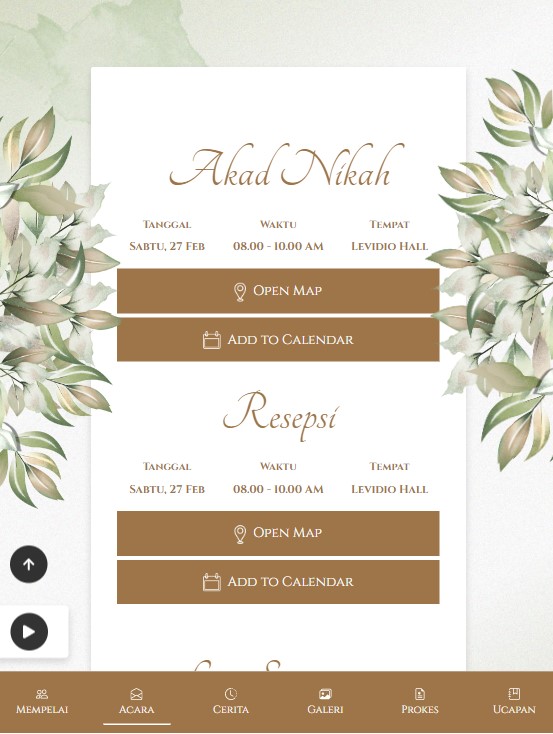 Akad Nikah
Tanggal Waktu Tempat
Sabtu, 27 Feb 08.00 - 10.00 AM Levidio Hall
Open Map
Add to Calendar
Resepsi
Tanggal Waktu Tempat
Sabtu, 27 Feb 08.00 - 10.00 AM Levidio Hall
Open Map
Add to Calendar
Mempelai Acara Cerita Galeri Prokes Ucapan